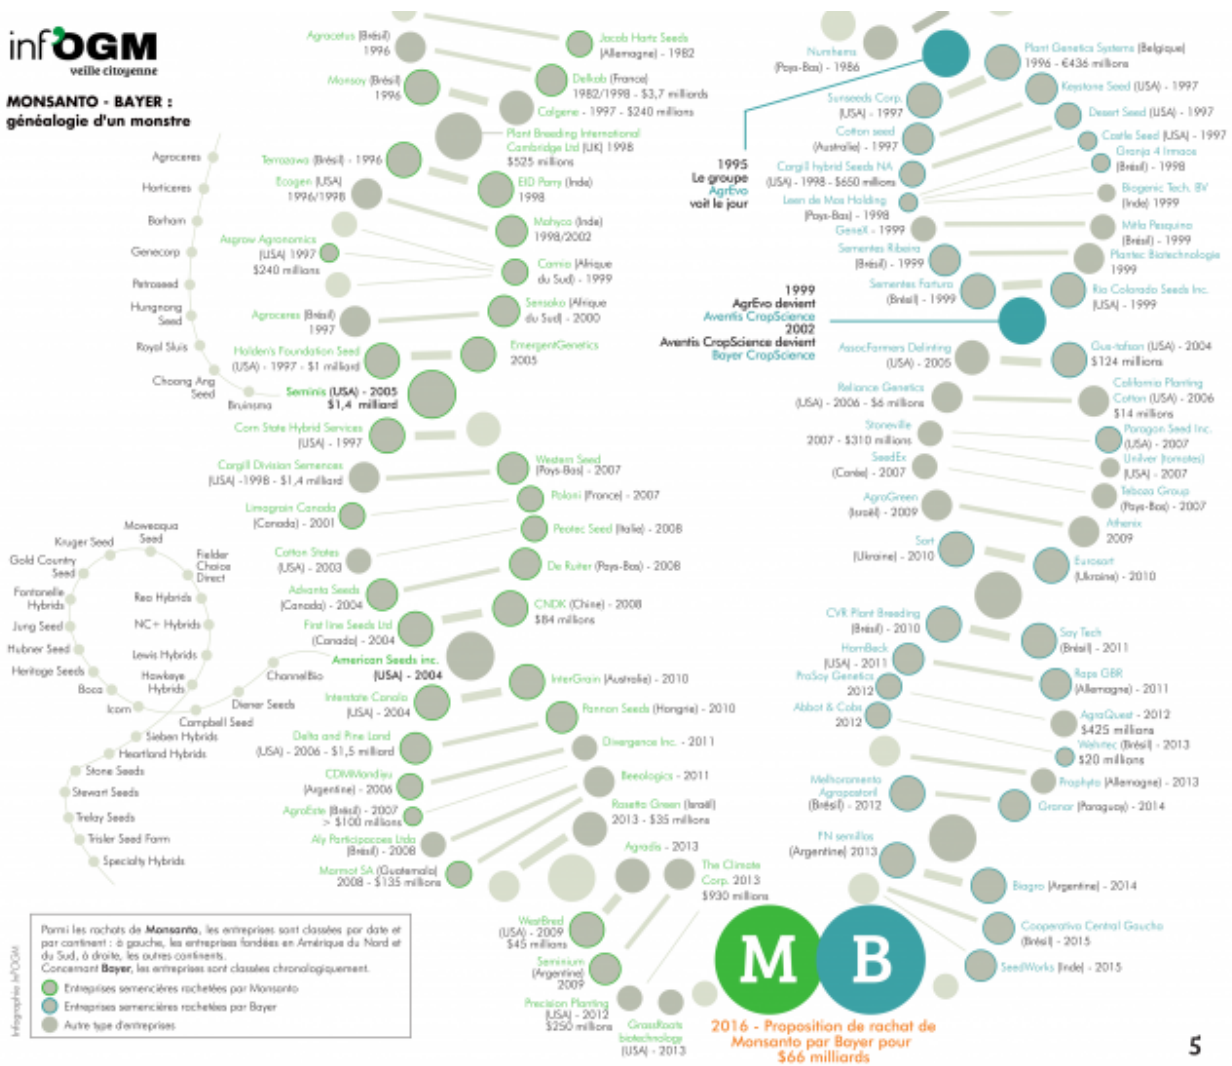 inf'OGM
veille citoyenne
MONSANTO - BAYER :
généalogie d'un monstre
Agroceres
Horticeres
Barham
Genecorp
Petroseed
Hungnong
Seed
Royal Sluis
Choong Ang
Seed
Bruinsma
Agracetus (Brésil)
1996
Monsoy (Brésil)
1996
Terrazawa (Brésil) - 1996
Ecogen (USA)
1996/1998
Asgrow Agronomics
(USA) 1997
$240 millions
Agroceres (Brésil)
1997
Holden's Foundation Seed
(USA) - 1997 - $1 milliard
Seminis (USA) - 2005
$1,4 milliard
Corn State Hybrid Services
(USA) - 1997
Cargill Division Semences
(USA) -1998 - $1,4 milliard
Limagrain Canada
(Canada) - 2001
Cotton States
(USA) - 2003
Advanta Seeds
(Canada) - 2004
First line Seeds Ltd
(Canada) - 2004
American Seeds inc.
(USA) - 2004
Interstate Canola
(USA) - 2004
Delta and Pine Land
(USA) - 2006 - $1,5 milliard
CDMMandiyu
(Argentine) - 2006
AgroEste (Brésil) - 2007
> $100 millions
Aly Participacoes Ltda
(Brésil) - 2008
Marmot SA (Guatemala)
2008 - $135 millions
WestBred
(USA) - 2009
$45 millions
Seminium
(Argentine)
2009
Precision Planting
(USA) - 2012
$250 millions
GrassRoots
biotechnology
(USA) - 2013
Jacob Hartz Seeds
(Allemagne) - 1982
Dekalb (France)
1982/1998 - $3,7 milliards
Calgene - 1997 - $240 millions
Plant Breeding International
Cambridge Ltd (UK) 1998
$525 millions
EID Parry (Inde)
1998
Mahyco (Inde)
1998/2002
Carnia (Afrique
du Sud) - 1999
Sensako (Afrique
du Sud) - 2000
EmergentGenetics
2005
Western Seed
(Pays-Bas) - 2007
Poloni (France) - 2007
Peotec Seed (Italie) - 2008
De Ruiter (Pays-Bas) - 2008
CNDK (Chine) - 2008
$84 millions
InterGrain (Australie) - 2010
Pannon Seeds (Hongrie) - 2010
Divergence Inc. - 2011
Beeologics - 2011
Rosetta Green (Israël)
2013 - $35 millions
Agradis - 2013
The Climate
Corp. 2013
$930 millions
Moweaqua
Seed
Kruger Seed
Gold Country
Seed
Fontanelle
Hybrids
Jung Seed
Hubner Seed
Heritage Seeds
Boca
Icorn
Fielder
Choice
Direct
Rea Hybrids
NC+ Hybrids
Lewis Hybrids
Hawkeye
Hybrids
ChannelBio
Diener Seeds
Campbell Seed
Sieben Hybrids
Heartland Hybrids
Stone Seeds
Stewart Seeds
Trelay Seeds
Trisler Seed Farm
Specialty Hybrids
Nunhems
(Pays-Bas) - 1986
1995
Le groupe
AgrEvo
voit le jour
1999
AgrEvo devient
Aventis CropScience
2002
Aventis CropScience devient
Bayer CropScience
Sunseeds Corp.
(USA) - 1997
Cotton seed
(Australie) - 1997
Cargill hybrid Seeds NA
(USA) - 1998 - $650 millions
Leen de Mos Holding
(Pays-Bas) - 1998
GeneX - 1999
Sementes Ribeiro
(Brésil) - 1999
Sementes Fartura
(Brésil) - 1999
AssocFarmers Delinting
(USA) - 2005
Reliance Genetics
(USA) - 2006 - $6 millions
Stoneville
2007 - $310 millions
SeedEx
(Corée) - 2007
AgroGreen
(Israël) - 2009
Sort
(Ukraine) - 2010
CVR Plant Breeding
(Brésil) - 2010
HornBeck
(USA) - 2011
ProSoy Genetics
2012
Abbot & Cobs
2012
Melhoramento
Agropastoril
(Brésil) - 2012
FN semillas
(Argentine) 2013
Plant Genetics Systems (Belgique)
1996 - €436 millions
Keystone Seed (USA) - 1997
Desert Seed (USA) - 1997
Castle Seed (USA) - 1997
Granja 4 Irmaos
(Brésil) - 1998
Biogenic Tech. BV
(Inde) 1999
Mitla Pesquina
(Brésil) - 1999
Plantec Biotechnologie
1999
Rio Colorado Seeds Inc.
(USA) - 1999
Gus-tafson (USA) - 2004
$124 millions
California Planting
Cotton (USA) - 2006
$14 millions
Paragon Seed Inc.
(USA) - 2007
Unilver (tomates)
(USA) - 2007
Teboza Group
(Pays-Bas) - 2007
Athenix
2009
Eurosort
(Ukraine) - 2010
Soy Tech
(Brésil) - 2011
Raps GBR
(Allemagne) - 2011
AgraQuest - 2012
$425 millions
Wehrtec (Brésil) - 2013
$20 millions
Prophyta (Allemagne) - 2013
Granar (Paraguay) - 2014
Biagro (Argentine) - 2014
Cooperativa Central Gaucha
(Brésil) - 2015
SeedWorks (Inde) - 2015
M B
2016 - Proposition de rachat de
Monsanto par Bayer pour
$66 milliards
Parmi les rachats de Monsanto, les entreprises sont classées par date et
par continent : à gauche, les entreprises fondées en Amérique du Nord et
du Sud, à droite, les autres continents.
Concernant Bayer, les entreprises sont classées chronologiquement.
Entreprises semencières rachetées par Monsanto
Entreprises semencières rachetées par Bayer
Autre type d'entreprises
Infographie Inf'OGM
5